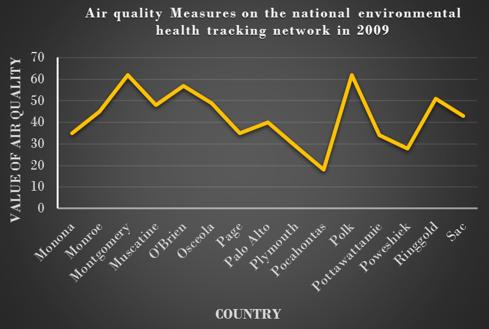 Air quality Measures on the national environmental
health tracking network in 2009
VALUE OF AIR QUALITY
70
60
50
40
30
20
10
0
Monona
Monroe
Montgomery
Muscatine
O'Brien
Osceola
Page
Palo Alto
Plymouth
Pocahontas
Polk
Pottawattamie
Poweshiek
Ringgold
Sac
COUNTRY